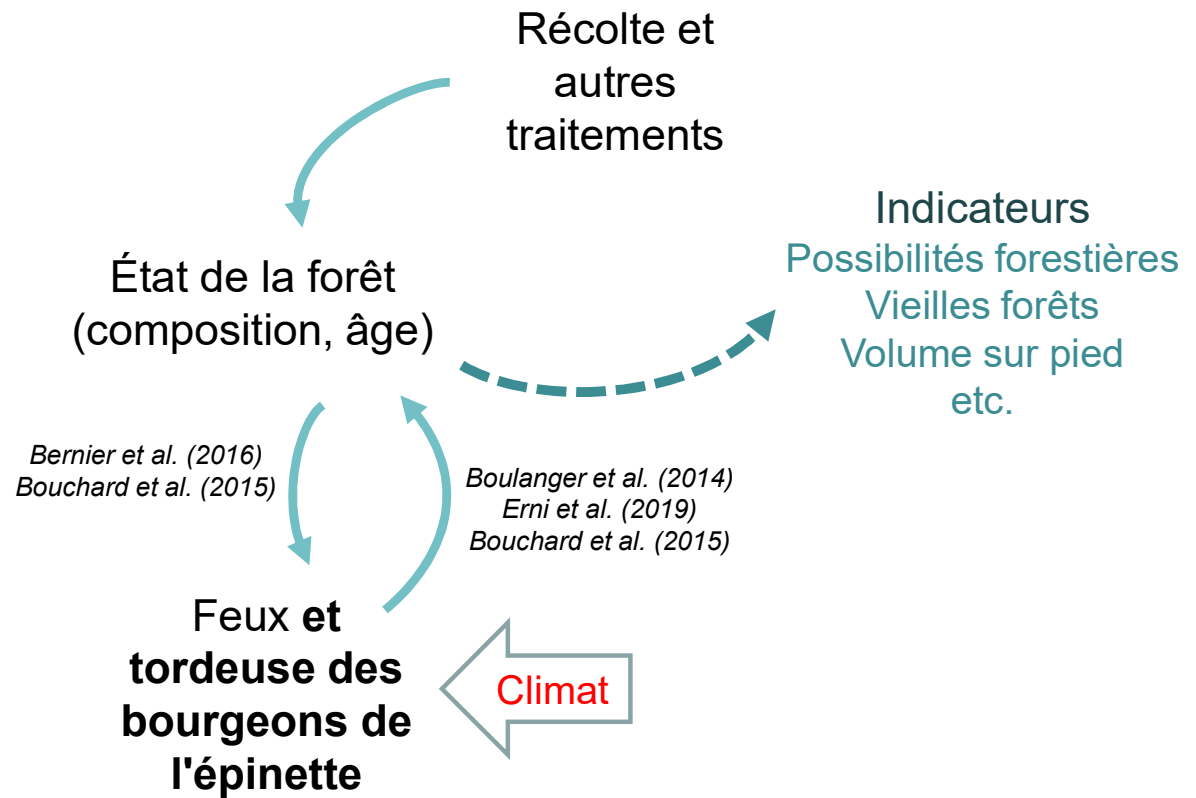 Récolte et
autres
traitements
Indicateurs
Possibilités forestières
Vieilles forêts
Volume sur pied
etc.
État de la forêt
(composition, âge)
Bernier et al. (2016)
Bouchard et al. (2015)
Boulanger et al. (2014)
Erni et al. (2019)
Bouchard et al. (2015)
Feux et
tordeuse des
bourgeons de
l'épinette
Climat